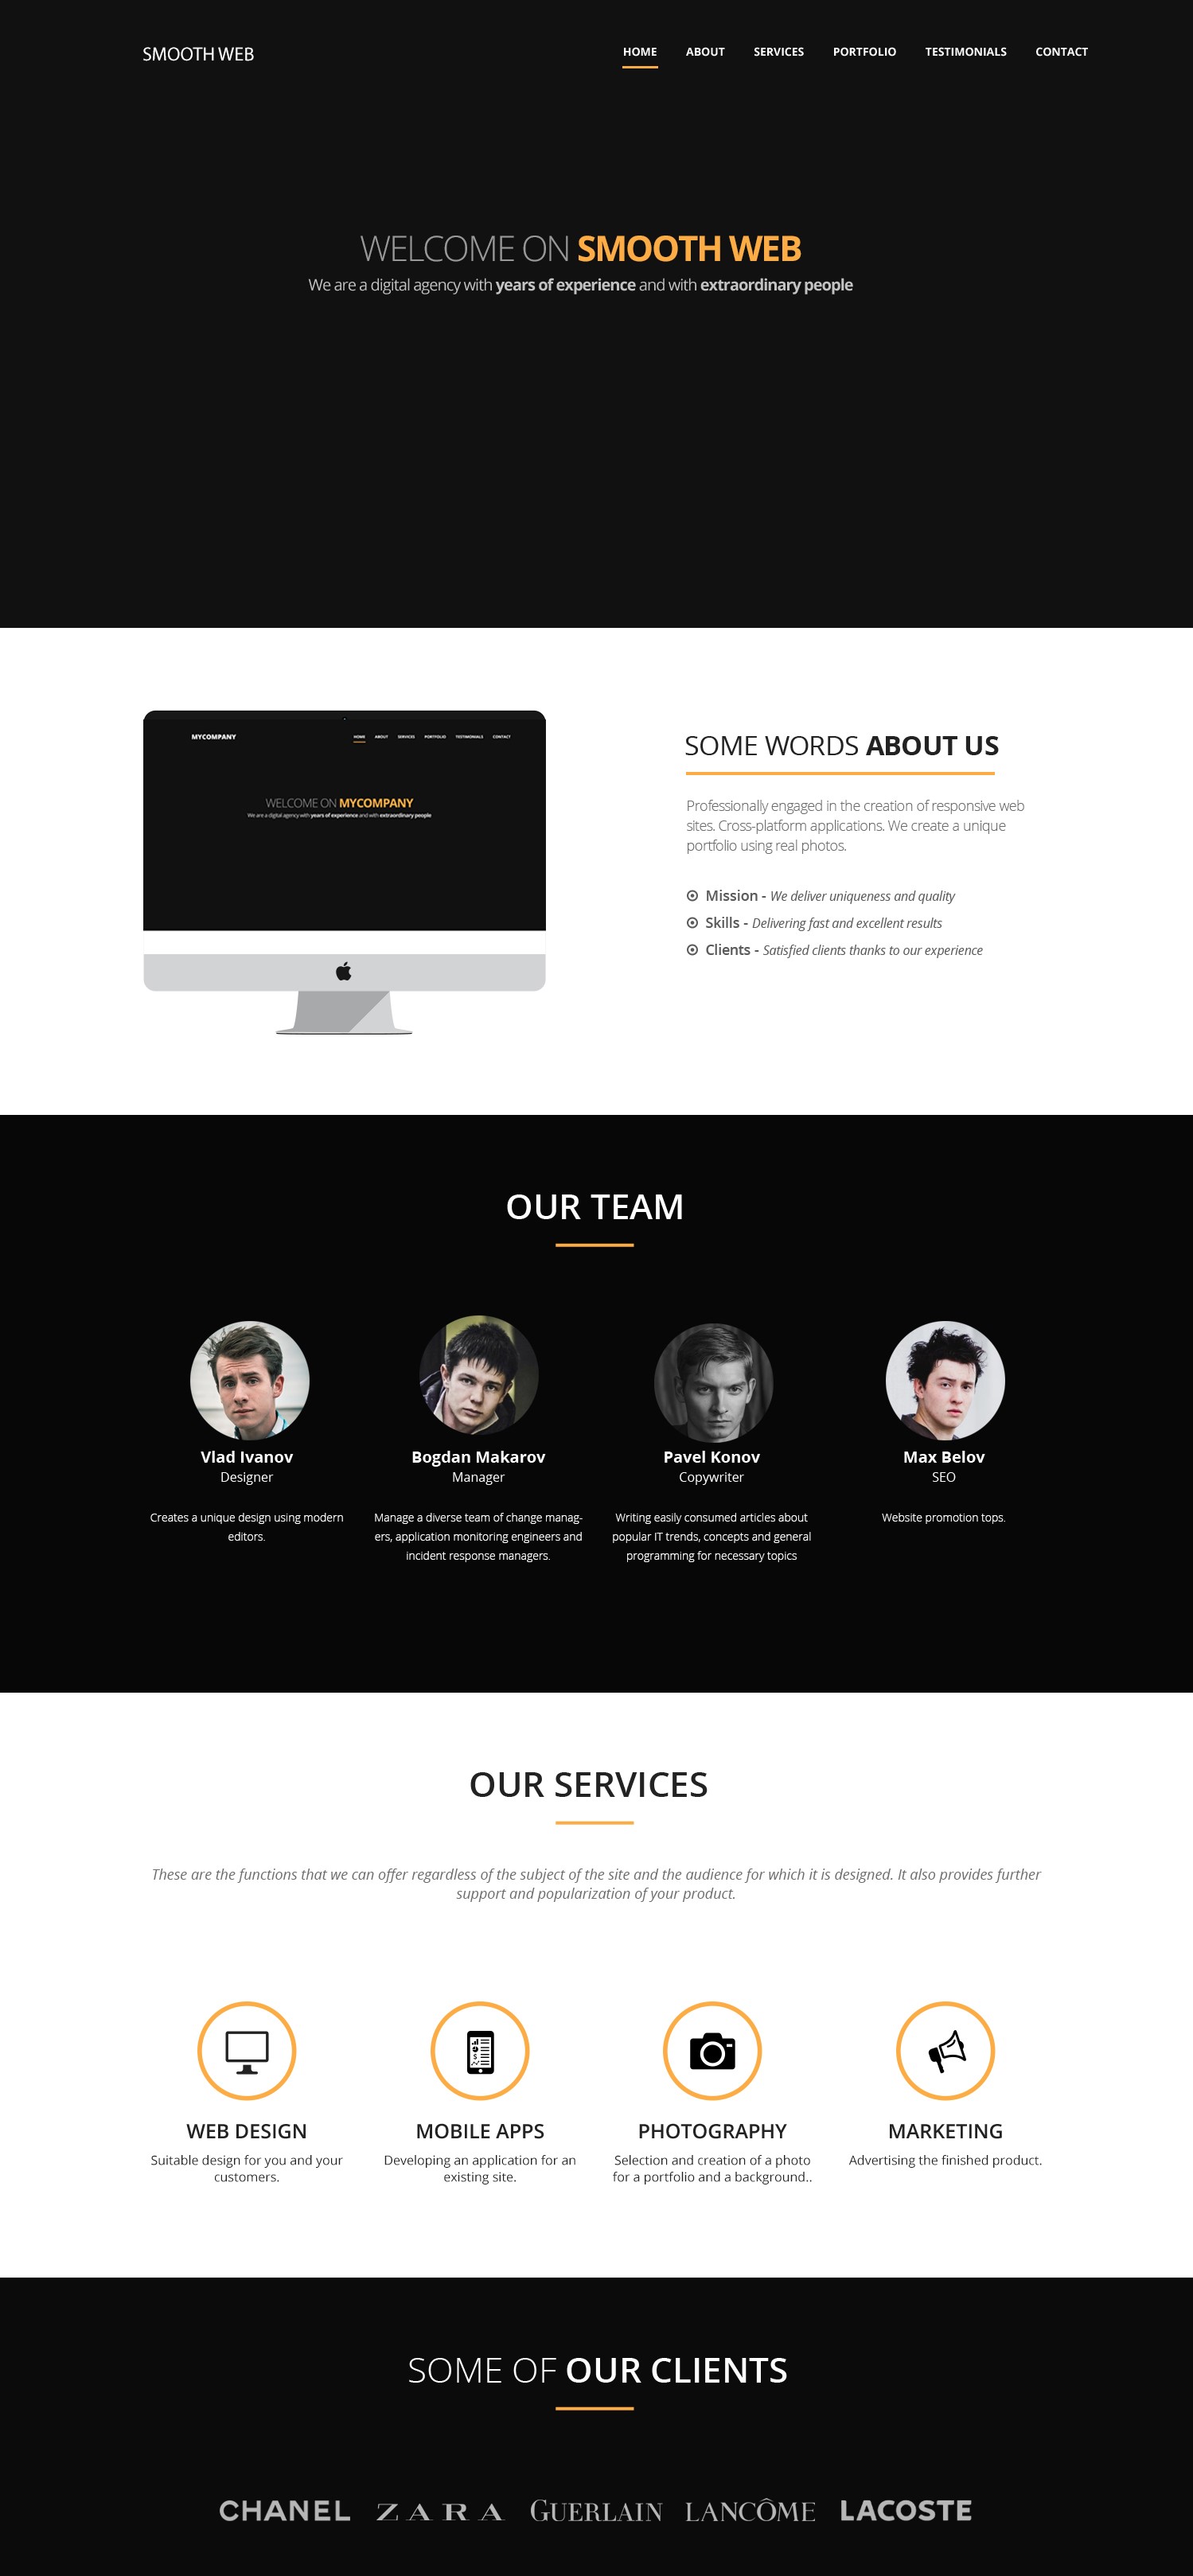 SMOOTH WEB
HOME ABOUT SERVICES PORTFOLIO TESTIMONIALS CONTACT
WELCOME ON SMOOTH WEB
We are a digital agency with years of experience and with extraordinary people
MYCOMPANY
HOME ABOUT SERVICES PORTFOLIO TESTIMONIALS CONTACT
WELCOME ON MYCOMPANY
We are a digital agency with years of experience and with extraordinary people
SOME WORDS ABOUT US
Professionally engaged in the creation of responsive web
sites. Cross-platform applications. We create a unique
portfolio using real photos.
Mission - We deliver uniqueness and quality
Skills - Delivering fast and excellent results
Clients - Satisfied clients thanks to our experience
OUR TEAM
Vlad Ivanov
Designer
Creates a unique design using modern
editors.
Bogdan Makarov
Manager
Manage a diverse team of change manag-
ers, application monitoring engineers and
incident response managers.
Pavel Konov
Copywriter
Writing easily consumed articles about
popular IT trends, concepts and general
programming for necessary topics
Max Belov
SEO
Website promotion tops.
OUR SERVICES
These are the functions that we can offer regardless of the subject of the site and the audience for which it is designed. It also provides further
support and popularization of your product.
WEB DESIGN
Suitable design for you and your
customers.
MOBILE APPS
Developing an application for an
existing site.
PHOTOGRAPHY
Selection and creation of a photo
for a portfolio and a background..
MARKETING
Advertising the finished product.
SOME OF OUR CLIENTS
CHANEL ZARA GUERLAIN LANCÔME LACOSTE